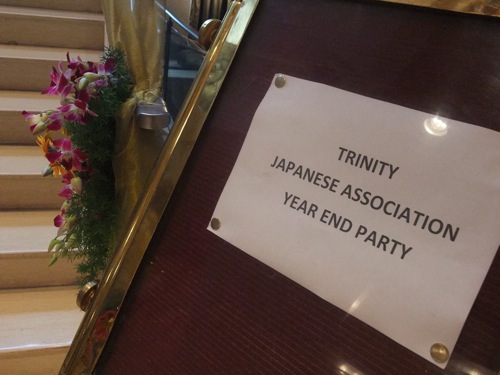 TRINITY
JAPANESE ASSOCIATION
YEAR END PARTY